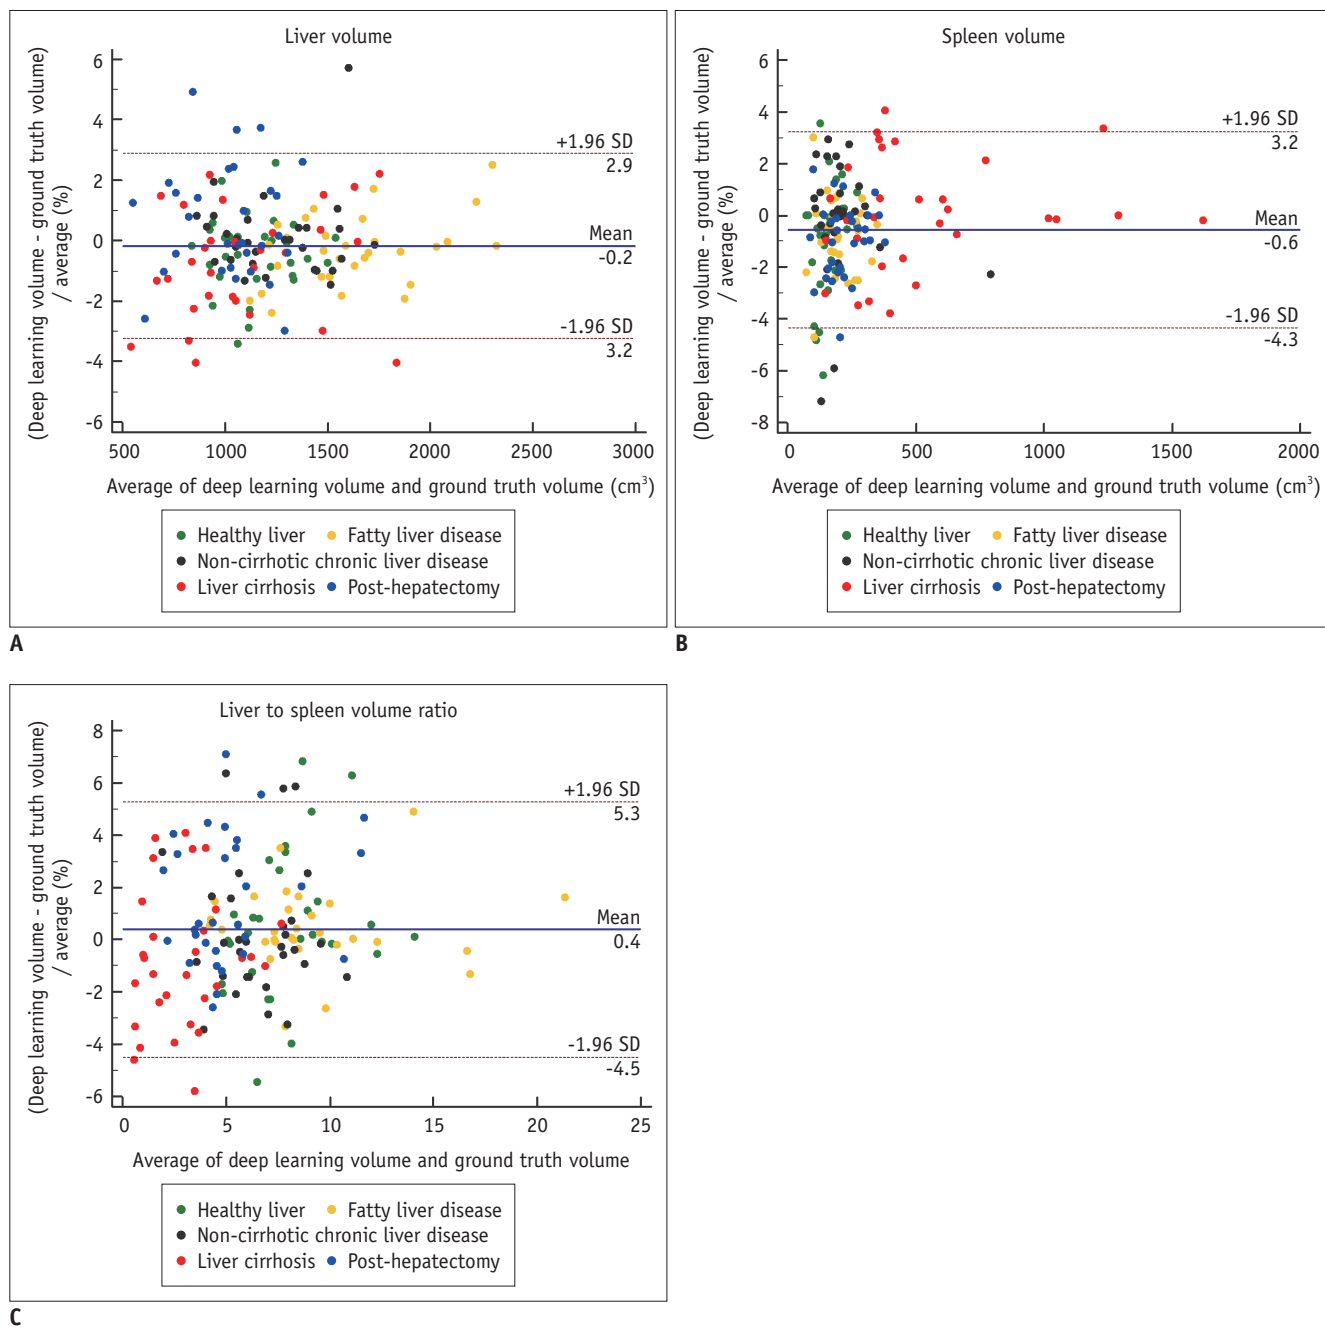 Liver volume
(Deep learning volume - ground truth volume)
/ average (%)
6
4
2
0
-2
-4
-6
+1.96 SD
2.9
Mean
-0.2
-1.96 SD
3.2
500
1000
1500
2000
2500
3000
Average of deep learning volume and ground truth volume (cm³)
Healthy liver
Fatty liver disease
Non-cirrhotic chronic liver disease
Liver cirrhosis
Post-hepatectomy
A
Spleen volume
(Deep learning volume - ground truth volume)
/ average (%)
6
4
2
0
-2
-4
-6
-8
+1.96 SD
3.2
Mean
-0.6
-1.96 SD
-4.3
0
500
1000
1500
2000
Average of deep learning volume and ground truth volume (cm³)
Healthy liver
Fatty liver disease
Non-cirrhotic chronic liver disease
Liver cirrhosis
Post-hepatectomy
B
Liver to spleen volume ratio
(Deep learning volume - ground truth volume)
/ average (%)
8
6
4
2
0
-2
-4
-6
+1.96 SD
5.3
Mean
0.4
-1.96 SD
-4.5
0
5
10
15
20
25
Average of deep learning volume and ground truth volume
Healthy liver
Fatty liver disease
Non-cirrhotic chronic liver disease
Liver cirrhosis
Post-hepatectomy
C